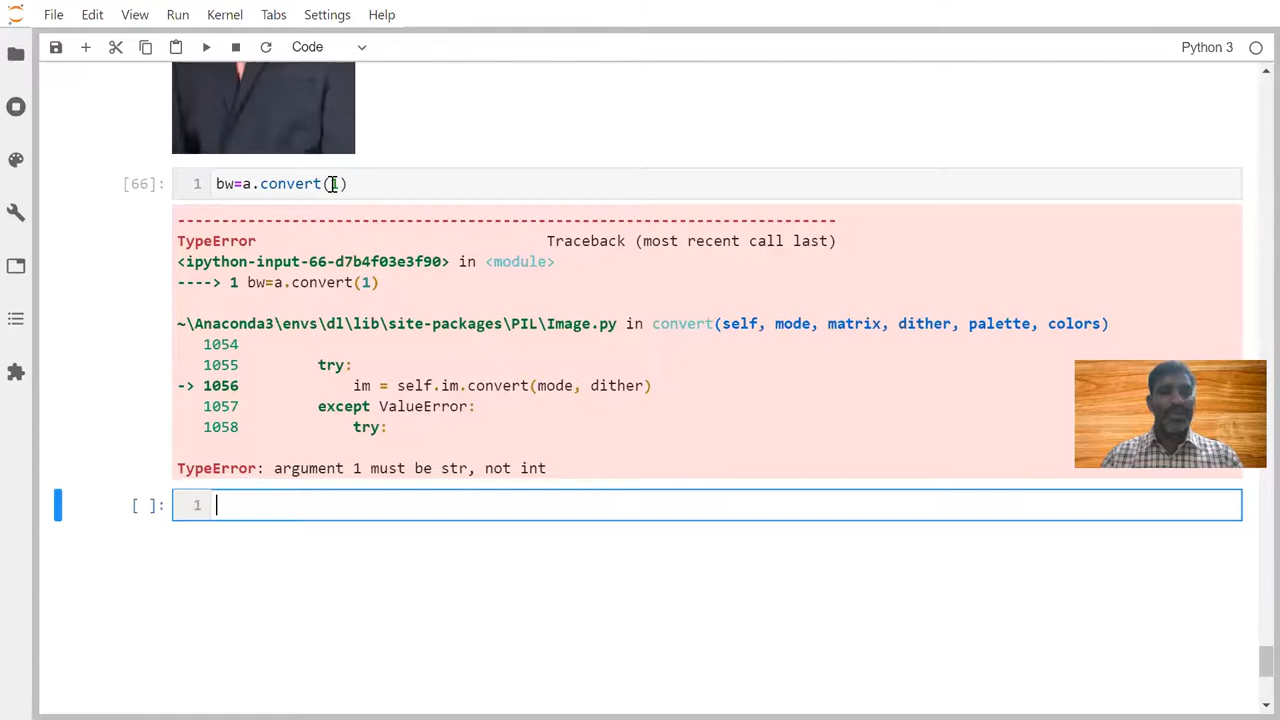 File Edit View Run Kernel Tabs Settings Help
Code Python 3
[66]: 1 bw=a.convert(1)
---------------------------------------------------------------------------
TypeError Traceback (most recent call last)
<ipython-input-66-d7b4f03e3f90> in <module>
----> 1 bw=a.convert(1)
~\Anaconda3\envs\dl\lib\site-packages\PIL\Image.py in convert(self, mode, matrix, dither, palette, colors)
1054
1055 try:
-> 1056 im = self.im.convert(mode, dither)
1057 except ValueError:
1058 try:
TypeError: argument 1 must be str, not int
[ ]: 1